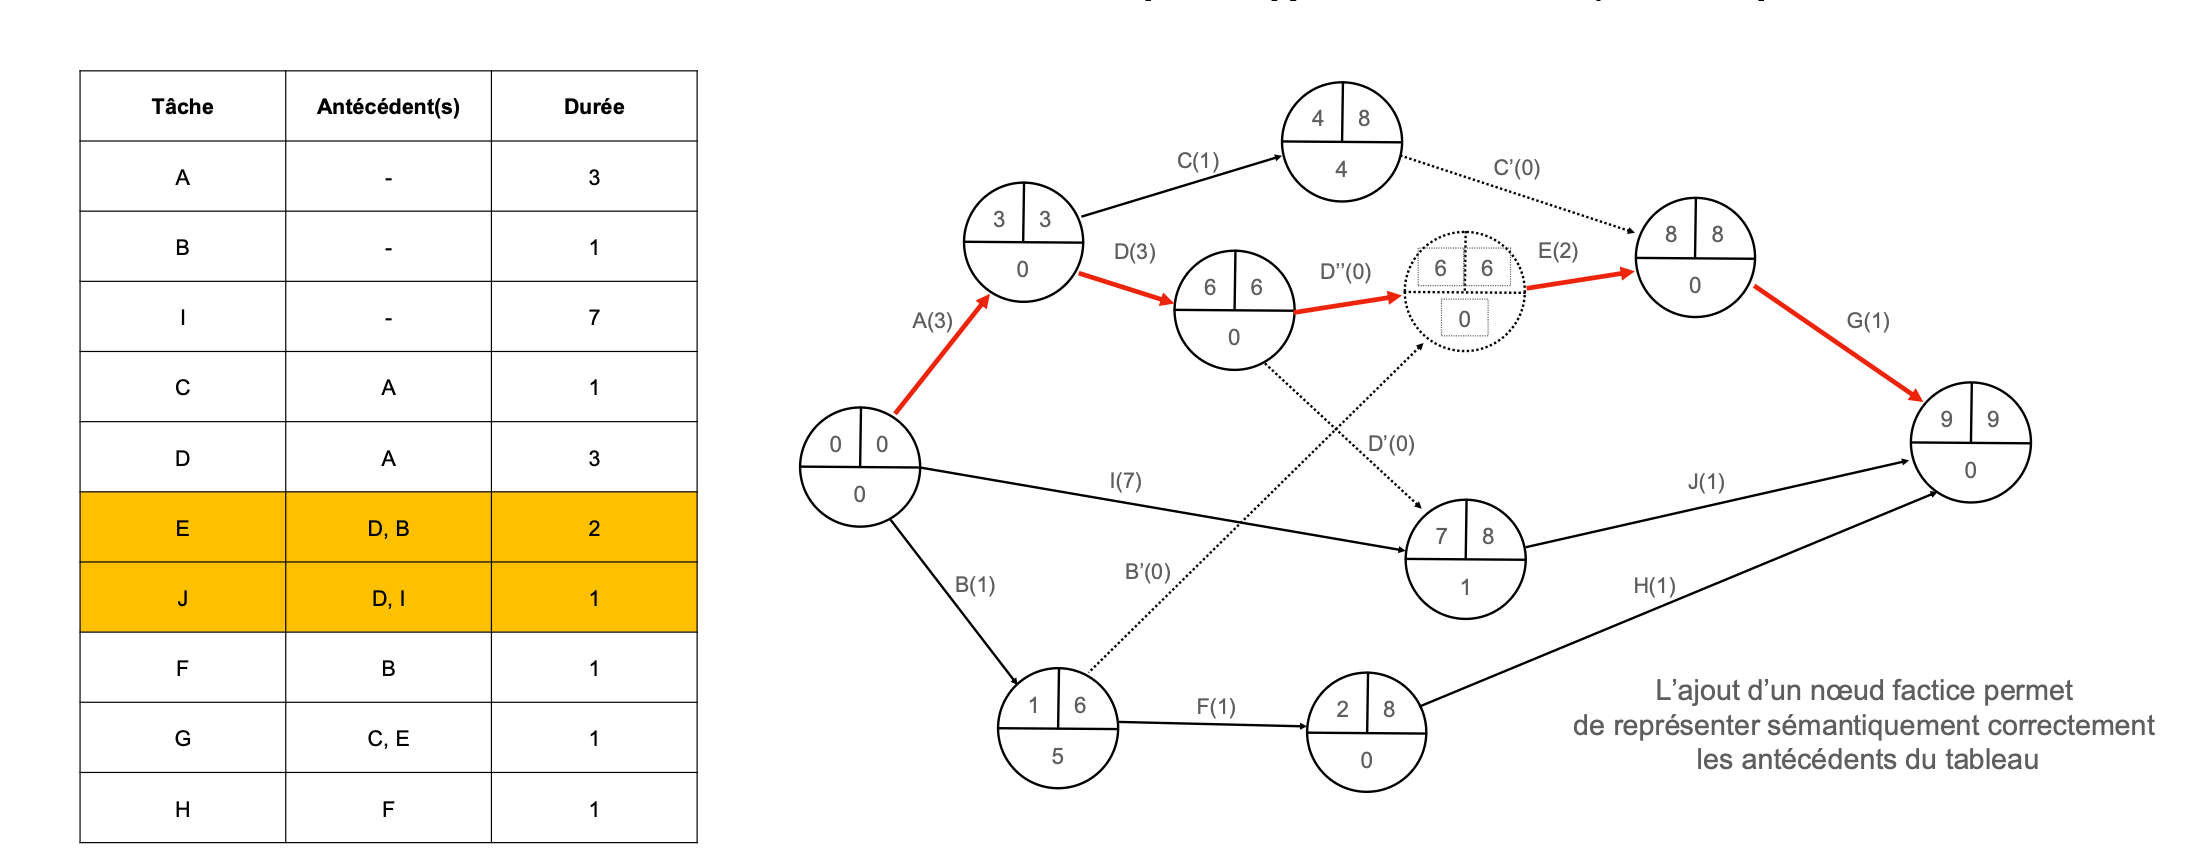 Tâche Antécédent(s) Durée
A - 3
B - 1
I - 7
C A 1
D A 3
E D, B 2
J D, I 1
F B 1
G C, E 1
H F 1
4 8
4
C(1)
C’(0)
3 3
0
D(3)
8 8
0
6 6
0
D’’(0)
6 6
0
E(2)
A(3)
G(1)
0 0
0
D’(0)
9 9
0
I(7)
J(1)
7 8
1
B(1)
B’(0)
H(1)
1 6
5
F(1)
2 8
0
L’ajout d’un nœud factice permet
de représenter sémantiquement correctement
les antécédents du tableau